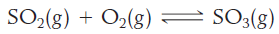 SO₂(g) + O₂(g) ⇌ SO₃(g)